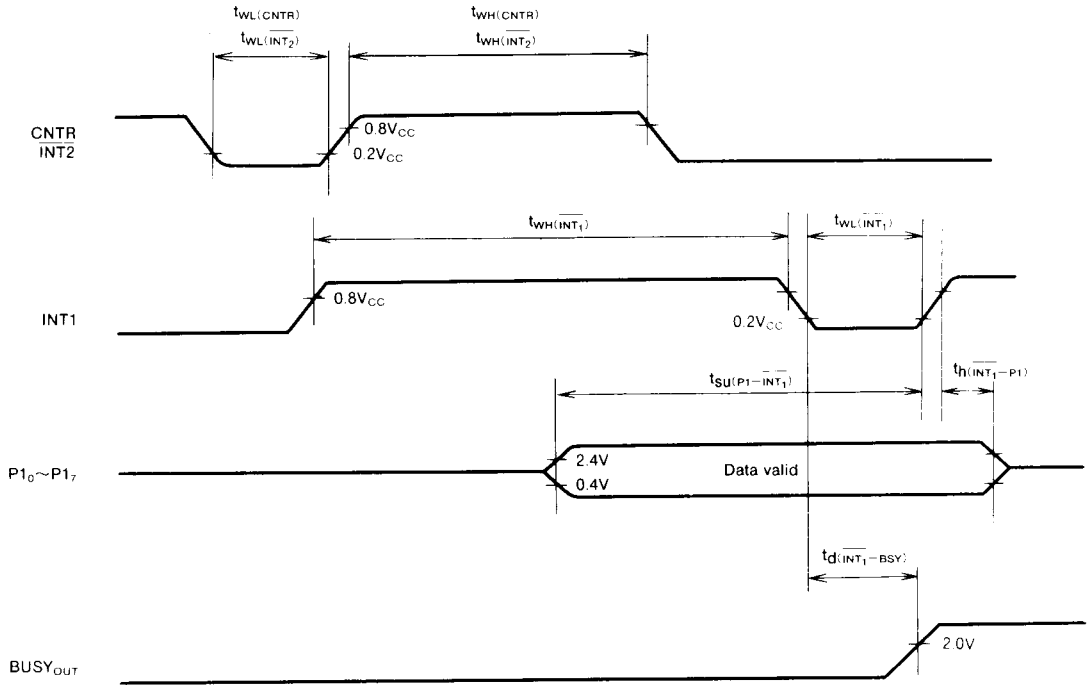 tWL(CNTR)
tWL(INT2)
tWH(CNTR)
tWH(INT2)
CNTR
INT2
0.8VCC
0.2VCC
tWH(INT1)
tWL(INT1)
INT1
0.8VCC
0.2VCC
tsu(P1−INT1)
th(INT1−P1)
P10~P17
2.4V
0.4V
Data valid
td(INT1−BSY)
BUSYOUT
2.0V